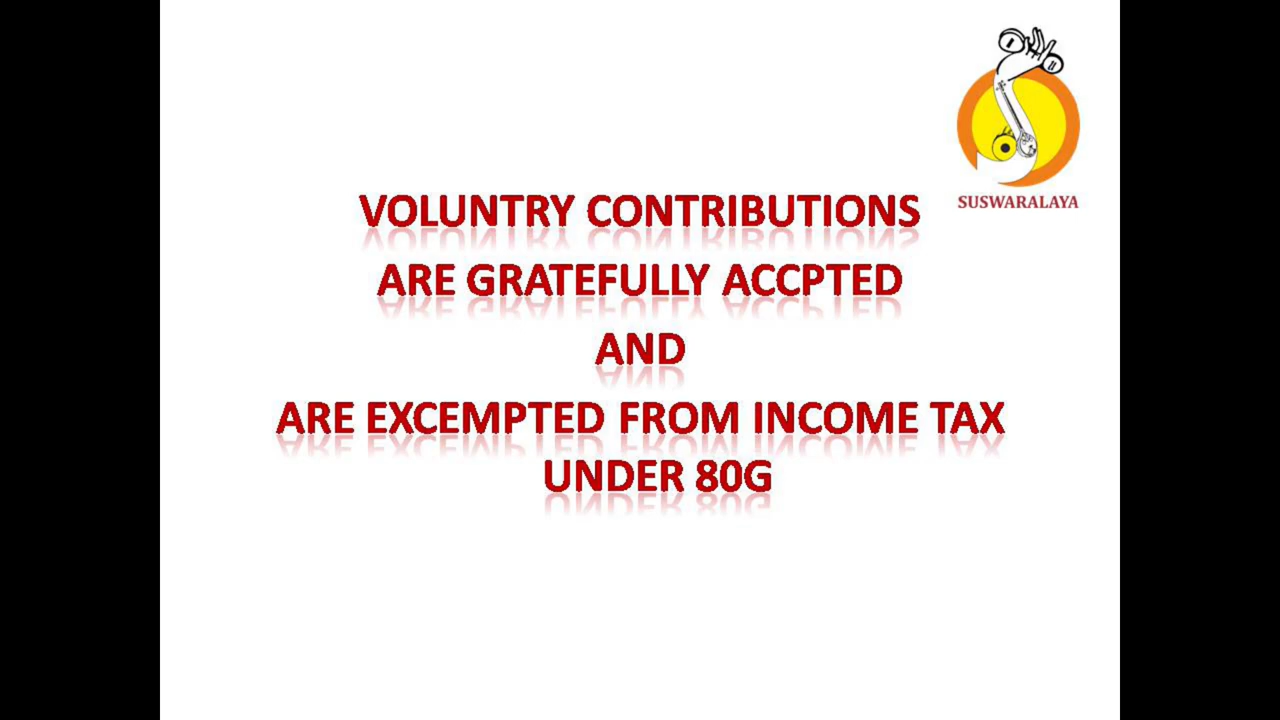 SUSWARALAYA
VOLUNTRY CONTRIBUTIONS
ARE GRATEFULLY ACCPTED
AND
ARE EXCEMPTED FROM INCOME TAX
UNDER 80G